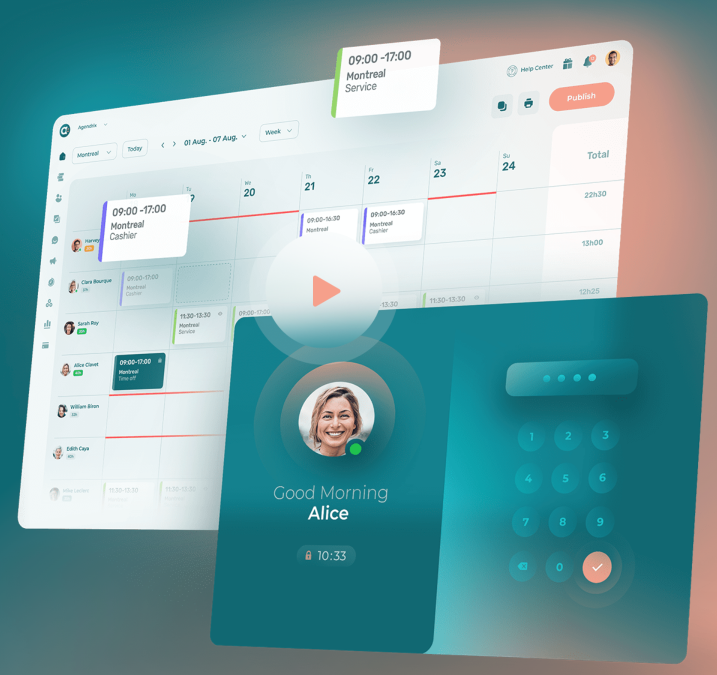 09:00 -17:00
Montreal
Service
Help Center
Agendrix
Montreal
Today
01 Aug. - 07 Aug.
Week
Publish
Mo
Tu
We
20
Th
21
Fr
22
Sa
23
Su
24
Total
09:00 -17:00
Montreal
Cashier
Harvey
09:00-16:30
Montreal
09:00-16:30
Montreal
Cashier
22h30
Clara Bourque
09:00-17:00
Montreal
Cashier
13h00
Sarah Roy
11:30-13:30
Montreal
Service
09:00-17:00
11:30-13:30
12h25
Alice Clavet
09:00-17:00
Montreal
Time off
William Biron
Edith Caya
11:30-13:30
11:30-13:30
Good Morning
Alice
10:33
1 2 3
4 5 6
7 8 9
0